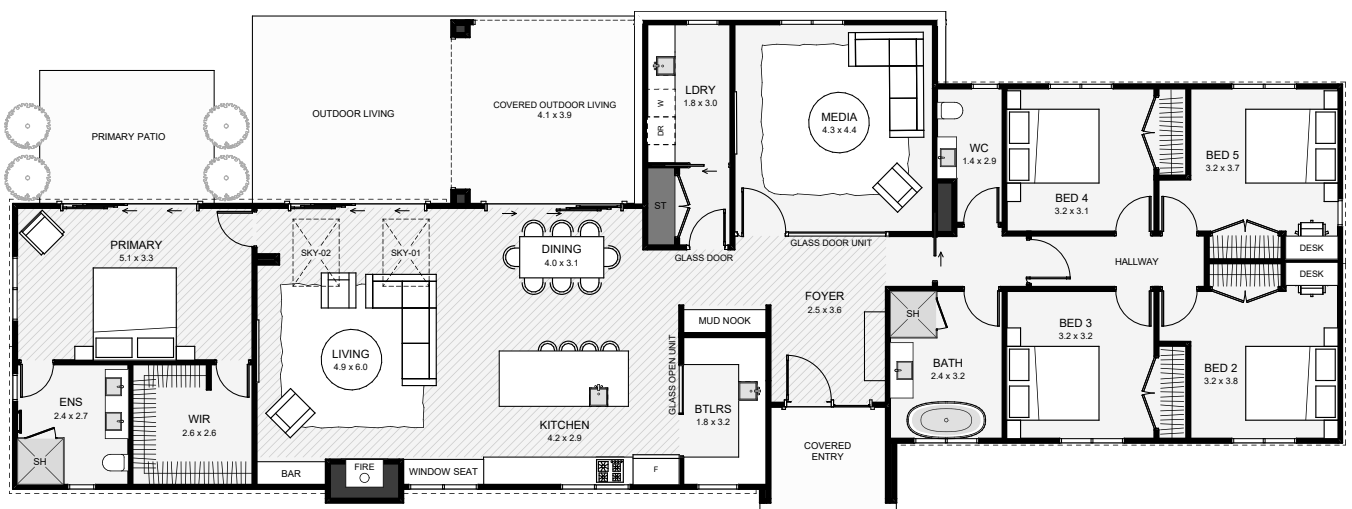 PRIMARY PATIO
OUTDOOR LIVING
COVERED OUTDOOR LIVING
4.1 x 3.9
LDRY
1.8 x 3.0
W
DR
ST
MEDIA
4.3 x 4.4
WC
1.4 x 2.9
BED 4
3.2 x 3.1
BED 5
3.2 x 3.7
DESK
DESK
HALLWAY
PRIMARY
5.1 x 3.3
SKY-02
SKY-01
DINING
4.0 x 3.1
GLASS DOOR
GLASS DOOR UNIT
FOYER
2.5 x 3.6
MUD NOOK
GLASS OPEN UNIT
LIVING
4.9 x 6.0
ENS
2.4 x 2.7
SH
WIR
2.6 x 2.6
BAR
FIRE
WINDOW SEAT
KITCHEN
4.2 x 2.9
F
BTLRS
1.8 x 3.2
COVERED
ENTRY
SH
BATH
2.4 x 3.2
BED 3
3.2 x 3.2
BED 2
3.2 x 3.8